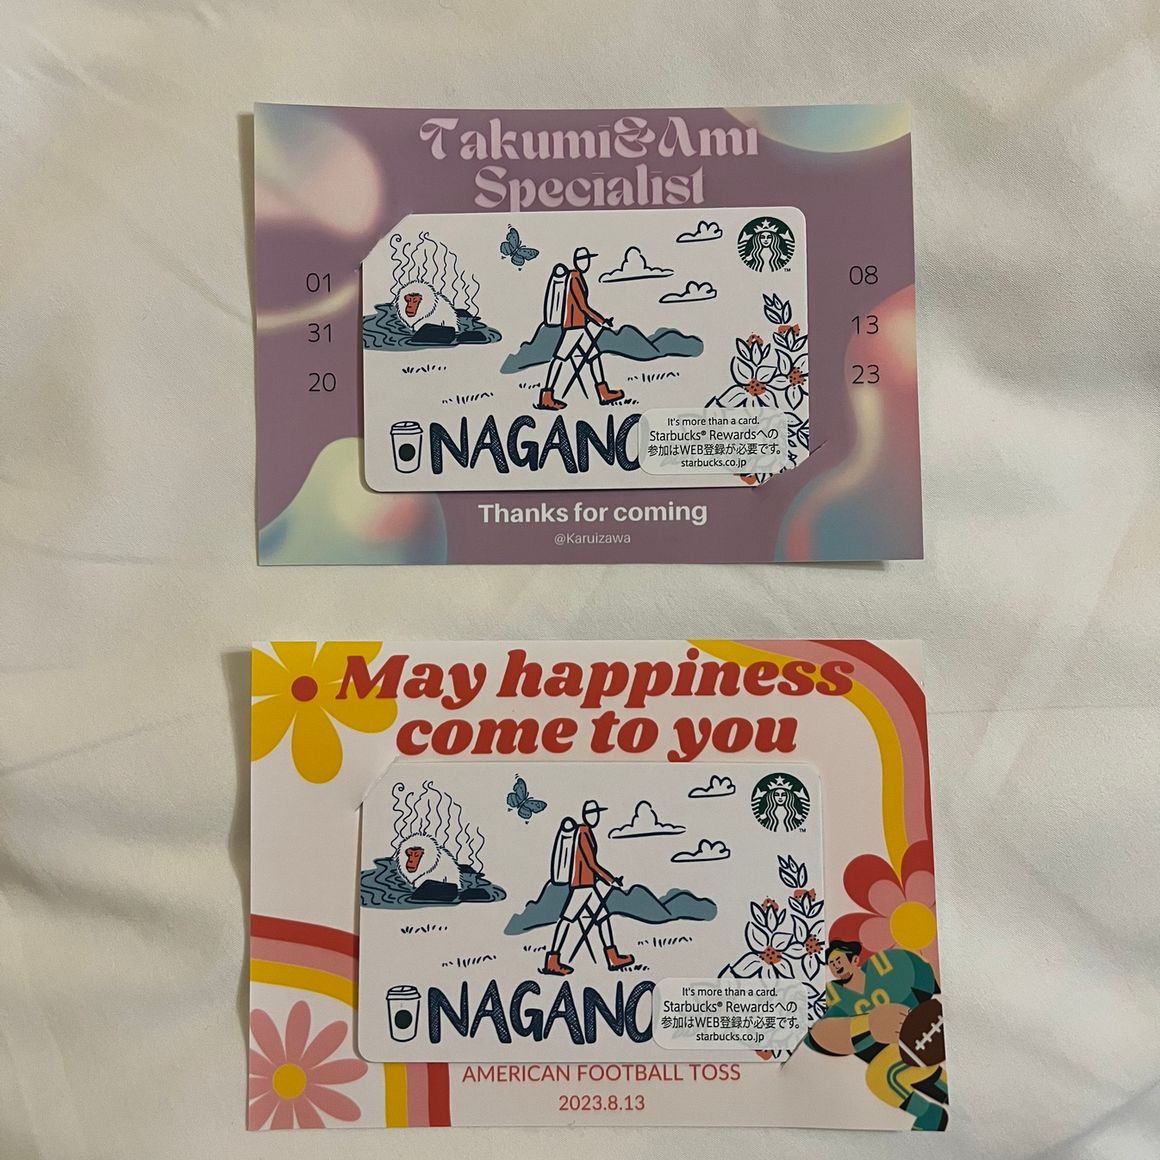 Takumi&Ami
Specialist
01
31
20
08
13
23
NAGANO
It's more than a card.
Starbucks® Rewardsへの
参加はWEB登録が必要です。
starbucks.co.jp
TM
Thanks for coming
@Karuizawa
May happiness
come to you
NAGANO
It's more than a card.
Starbucks® Rewardsへの
参加はWEB登録が必要です。
starbucks.co.jp
TM
AMERICAN FOOTBALL TOSS
2023.8.13